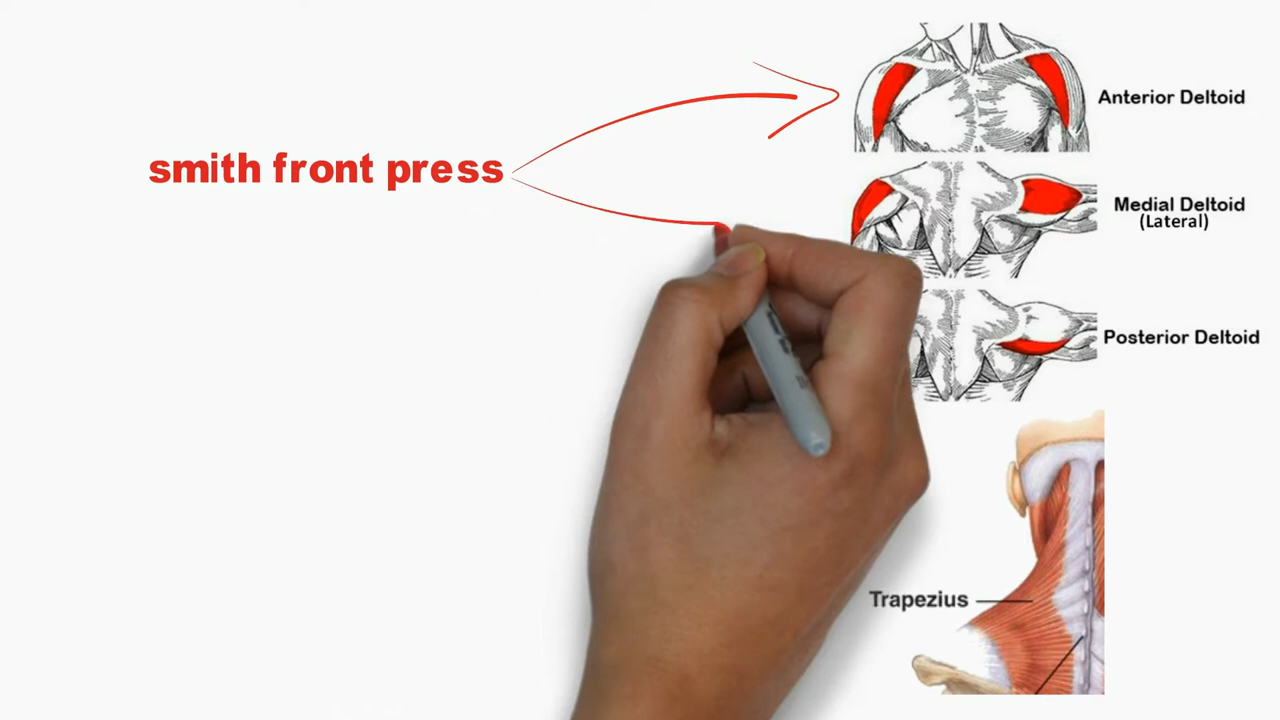 smith front press
Anterior Deltoid
Medial Deltoid
(Lateral)
Posterior Deltoid
Trapezius